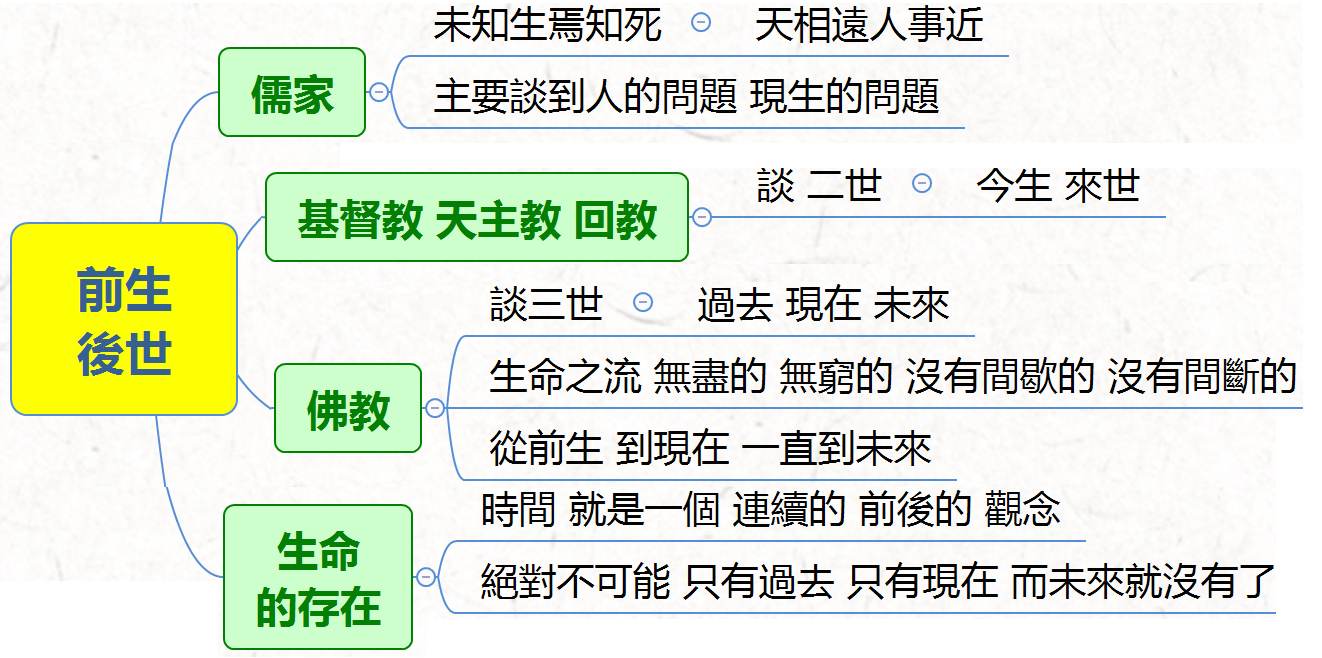 前生
後世
儒家
未知生焉知死 天相遠人事近
主要談到人的問題 現生的問題
基督教 天主教 回教
談 二世 今生 來世
佛教
談三世 過去 現在 未來
生命之流 無盡的 無窮的 沒有間歇的 沒有間斷的
從前生 到現在 一直到未來
生命
的存在
時間 就是一個 連續的 前後的 觀念
絕對不可能 只有過去 只有現在 而未來就沒有了